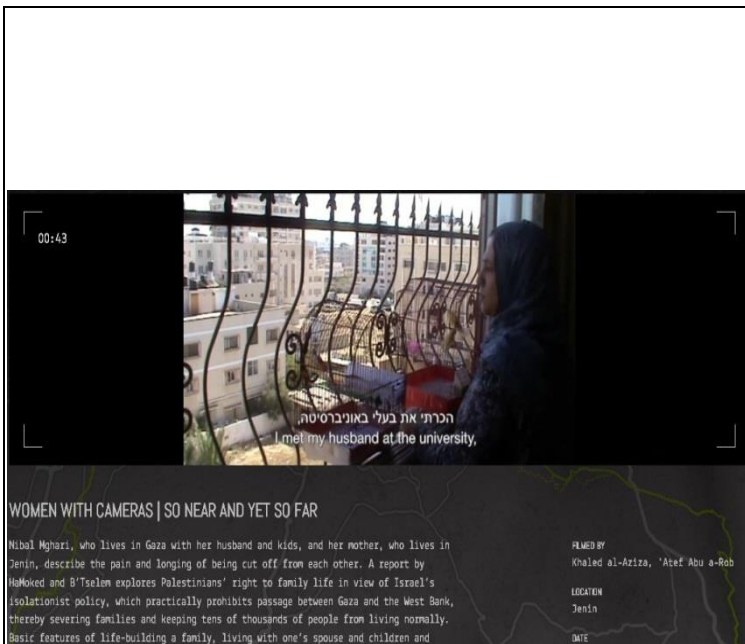 00:43
הכרתי את בעלי באוניברסיטה,
I met my husband at the university,
WOMEN WITH CAMERAS | SO NEAR AND YET SO FAR
Nibal Mghari, who lives in Gaza with her husband and kids, and her mother, who lives in
Jenin, describe the pain and longing of being cut off from each other. A report by
HaMoked and B'Tselem explores Palestinians' right to family life in view of Israel's
isolationist policy, which practically prohibits passage between Gaza and the West Bank,
thereby severing families and keeping tens of thousands of people from living normally.
Basic features of life-building a family, living with one's spouse and children and
FILMED BY
Khaled al-Aziza, 'Atef Abu a-Rob
LOCATION
Jenin
DATE